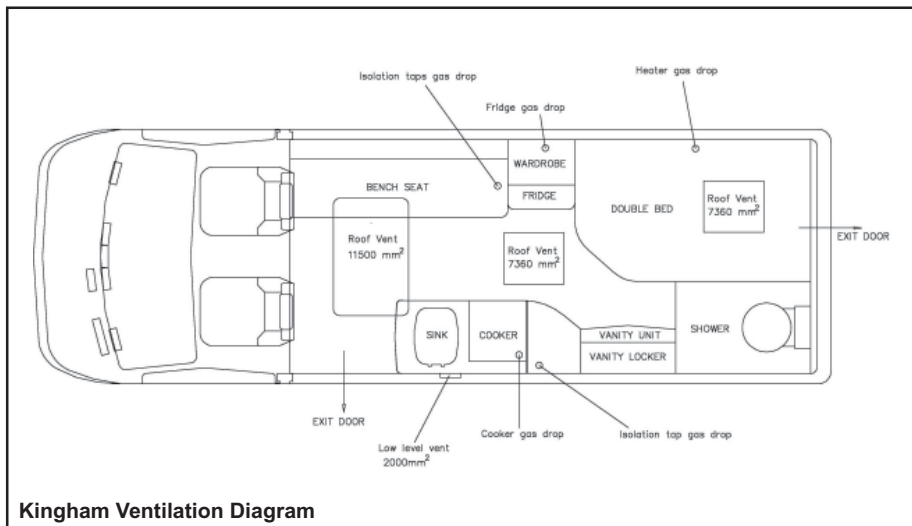 Heater gas drop
Isolation taps gas drop
Fridge gas drop
WARDROBE
BENCH SEAT
FRIDGE
DOUBLE BED
Roof Vent
7360 mm²
EXIT DOOR
Roof Vent
11500 mm²
Roof Vent
7360 mm²
SINK
COOKER
VANITY UNIT
SHOWER
VANITY LOCKER
EXIT DOOR
Low level vent
2000mm²
Cooker gas drop
Isolation tap gas drop
Kingham Ventilation Diagram